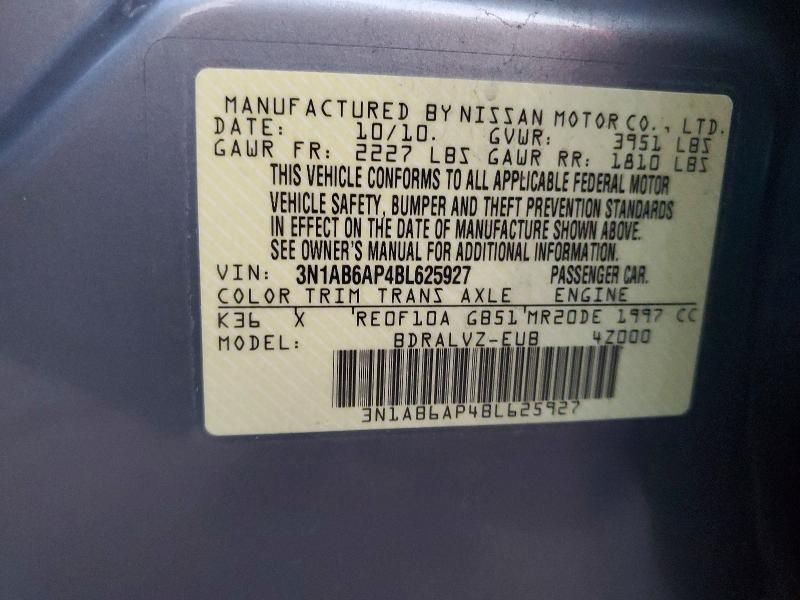 MANUFACTURED BY NISSAN MOTOR CO., LTD.
DATE: 10/10. GVWR: 3951 LBS
GAWR FR: 2227 LBS GAWR RR: 1810 LBS
THIS VEHICLE CONFORMS TO ALL APPLICABLE FEDERAL MOTOR
VEHICLE SAFETY, BUMPER AND THEFT PREVENTION STANDARDS
IN EFFECT ON THE DATE OF MANUFACTURE SHOWN ABOVE.
SEE OWNER'S MANUAL FOR ADDITIONAL INFORMATION.
VIN: 3N1AB6AP4BL625927 PASSENGER CAR.
COLOR TRIM TRANS AXLE ENGINE
K36 X RE0F10A GB51 MR20DE 1997 CC
MODEL: BDRALVZ-EUB 4Z000
3N1AB6AP4BL625927